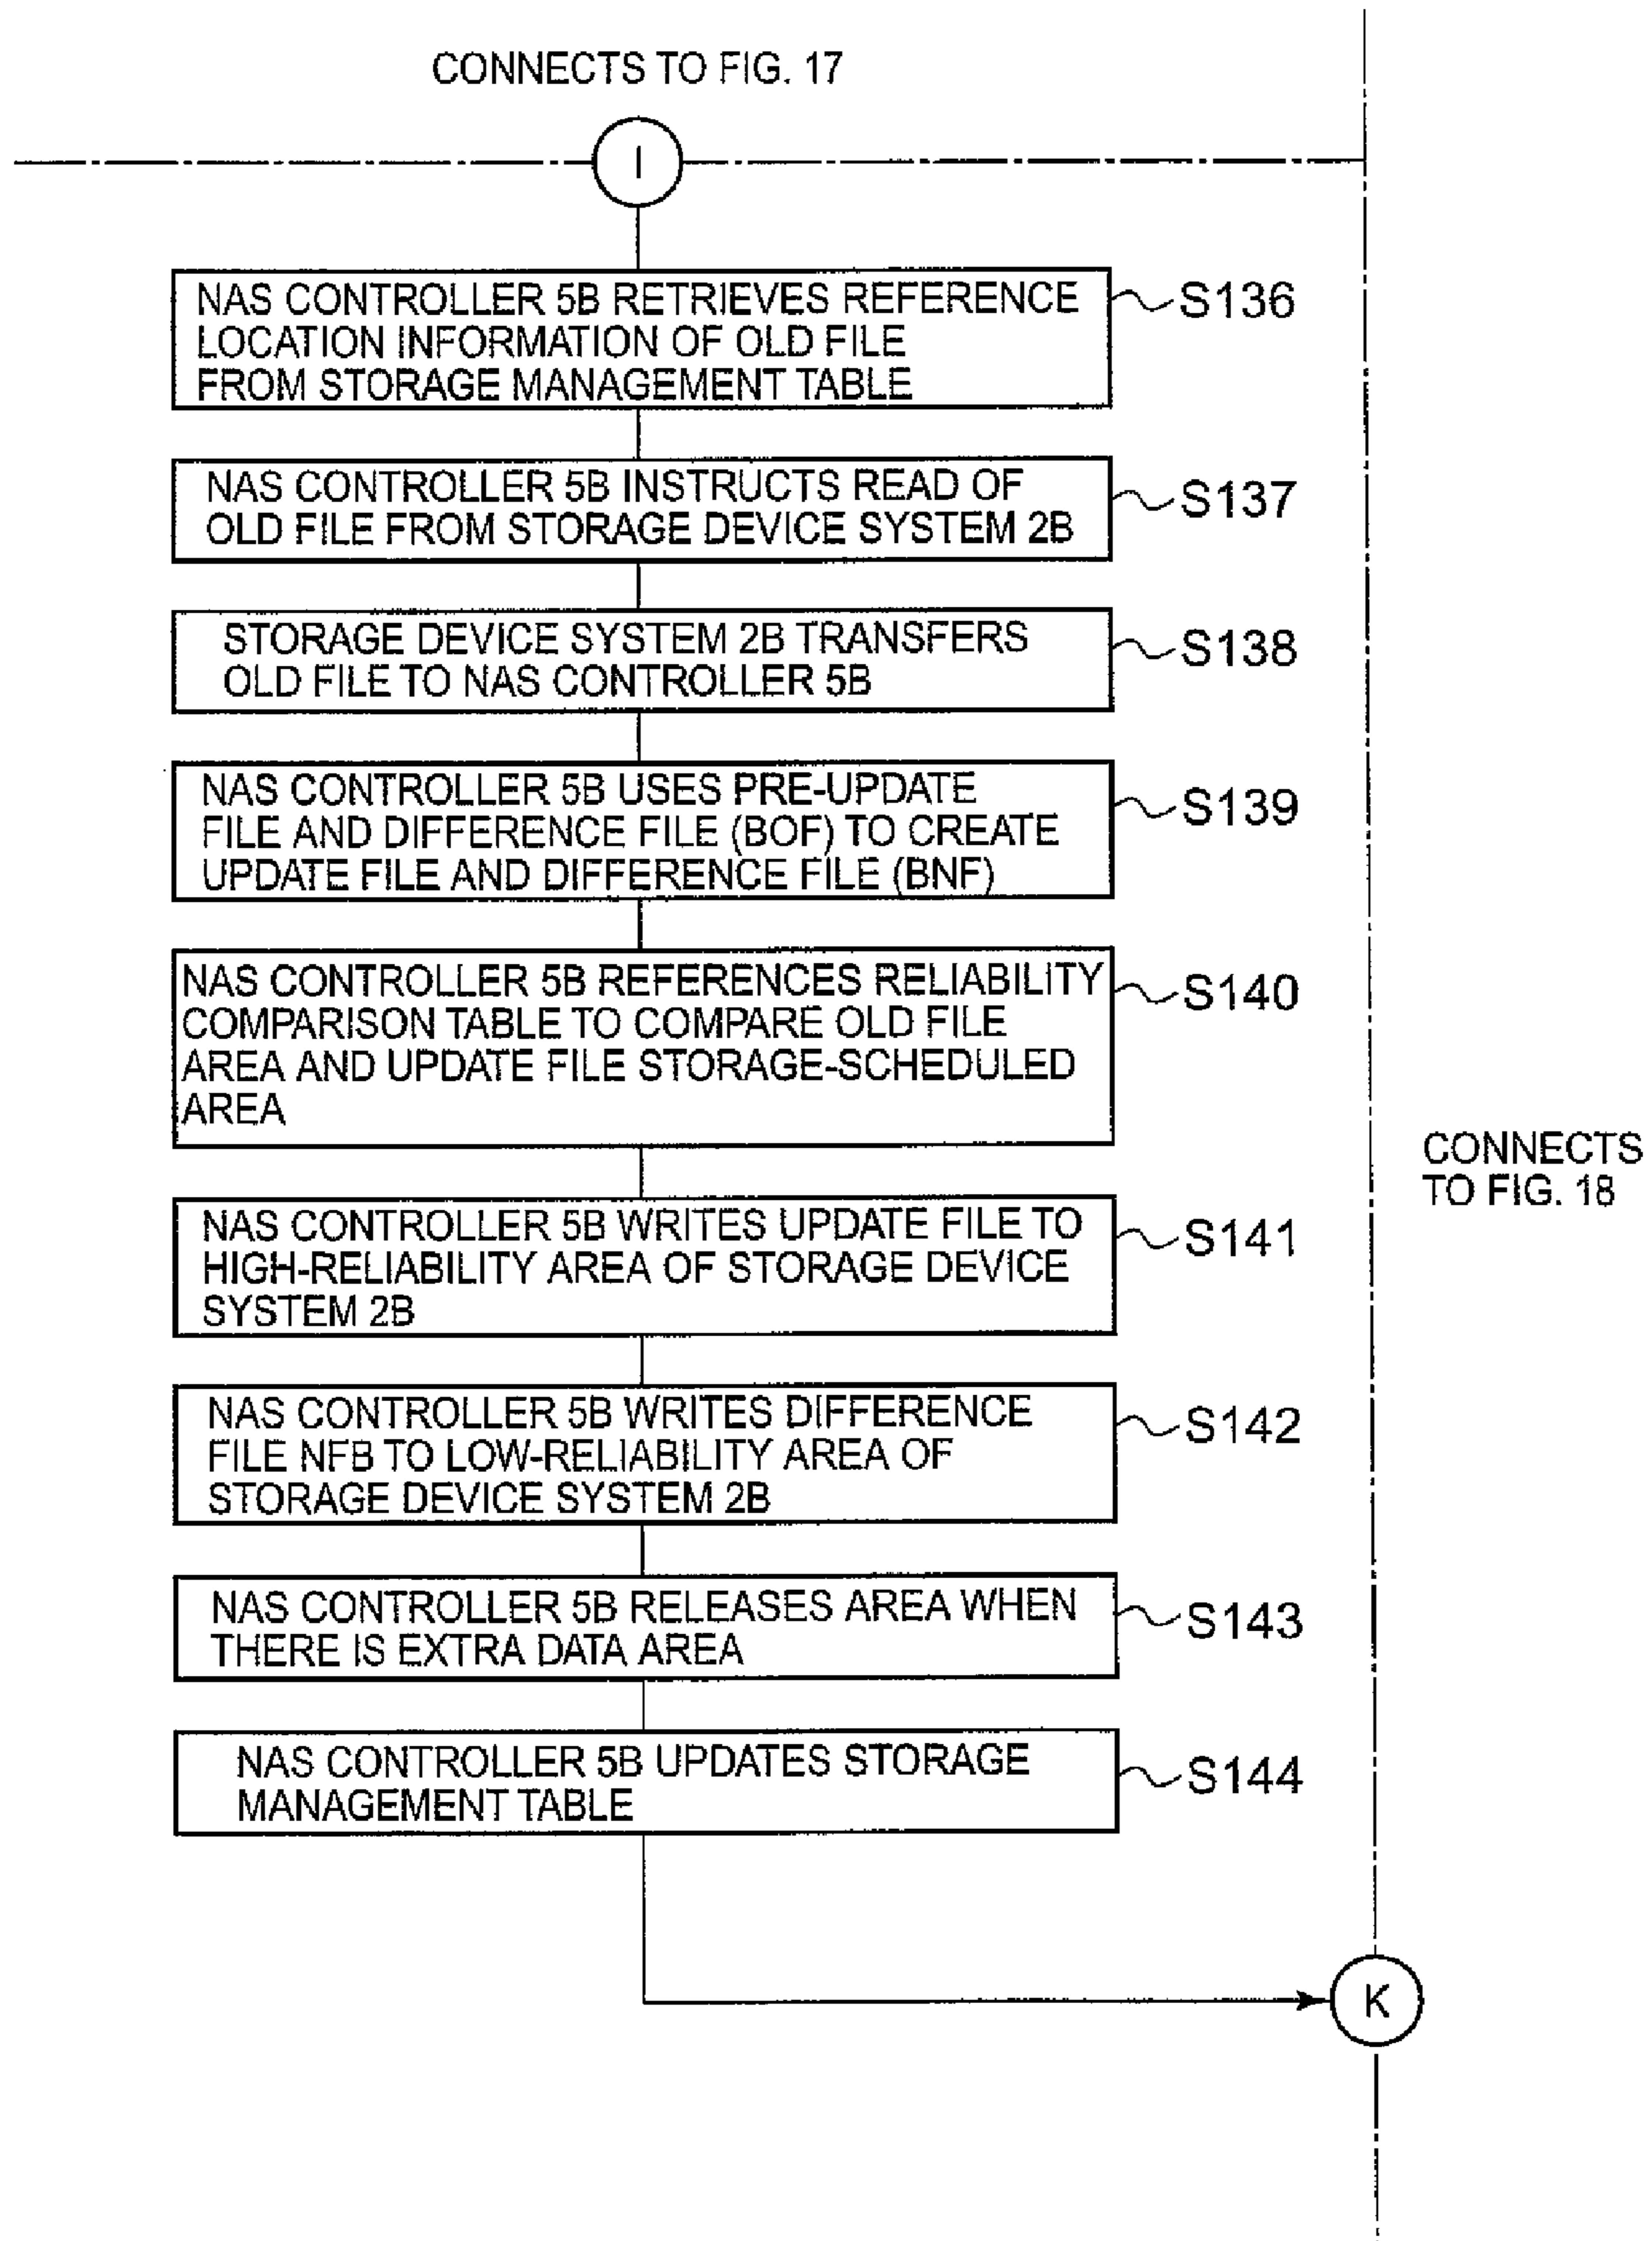 CONNECTS TO FIG. 17
I
NAS CONTROLLER 5B RETRIEVES REFERENCE
LOCATION INFORMATION OF OLD FILE
FROM STORAGE MANAGEMENT TABLE
S136
NAS CONTROLLER 5B INSTRUCTS READ OF
OLD FILE FROM STORAGE DEVICE SYSTEM 2B
S137
STORAGE DEVICE SYSTEM 2B TRANSFERS
OLD FILE TO NAS CONTROLLER 5B
S138
NAS CONTROLLER 5B USES PRE-UPDATE
FILE AND DIFFERENCE FILE (BOF) TO CREATE
UPDATE FILE AND DIFFERENCE FILE (BNF)
S139
NAS CONTROLLER 5B REFERENCES RELIABILITY
COMPARISON TABLE TO COMPARE OLD FILE
AREA AND UPDATE FILE STORAGE-SCHEDULED
AREA
S140
CONNECTS
TO FIG. 18
NAS CONTROLLER 5B WRITES UPDATE FILE TO
HIGH-RELIABILITY AREA OF STORAGE DEVICE
SYSTEM 2B
S141
NAS CONTROLLER 5B WRITES DIFFERENCE
FILE NFB TO LOW-RELIABILITY AREA OF
STORAGE DEVICE SYSTEM 2B
S142
NAS CONTROLLER 5B RELEASES AREA WHEN
THERE IS EXTRA DATA AREA
S143
NAS CONTROLLER 5B UPDATES STORAGE
MANAGEMENT TABLE
S144
K